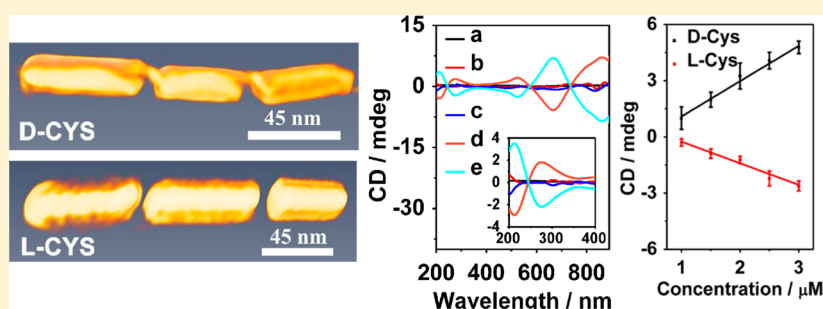 45 nm
D-CYS
45 nm
L-CYS
CD / mdeg
15
0
-15
-30
a
b
c
d
e
4
2
0
-2
-4
200 300 400
200 400 600 800
Wavelength / nm
CD / mdeg
6
3
0
-3
-6
D-Cys
L-Cys
1 2 3
Concentration / μM